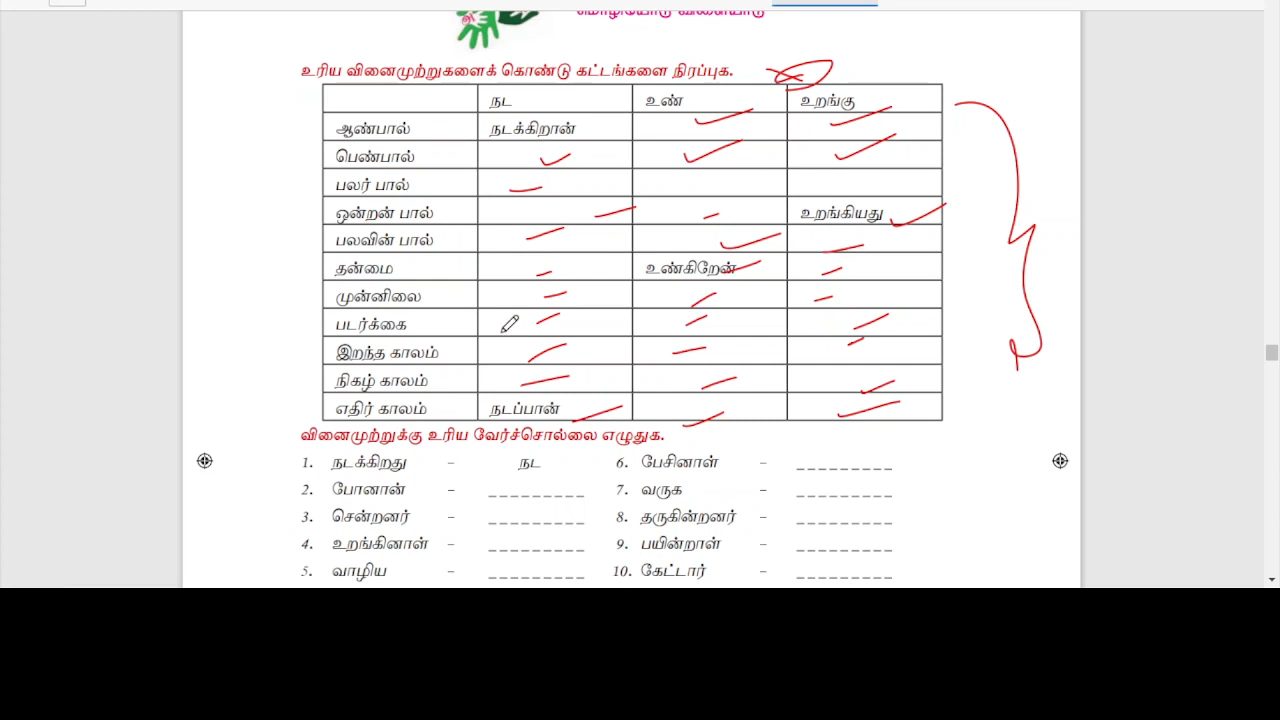 மொழியோடு விளையாடு
உரிய வினைமுற்றுகளைக் கொண்டு கட்டங்களை நிரப்புக.
நட உண் உறங்கு
ஆண்பால் நடக்கிறான்
பெண்பால்
பலர் பால்
ஒன்றன் பால் உறங்கியது
பலவின் பால்
தன்மை உண்கிறேன்
முன்னிலை
படர்க்கை
இறந்த காலம்
நிகழ் காலம்
எதிர் காலம் நடப்பான்
வினைமுற்றுக்கு உரிய வேர்ச்சொல்லை எழுதுக.
1. நடக்கிறது – நட 6. பேசினாள் – _ _ _ _ _ _ _ _ _
2. போனான் – _ _ _ _ _ _ _ _ _ 7. வருக – _ _ _ _ _ _ _ _ _
3. சென்றனர் – _ _ _ _ _ _ _ _ _ 8. தருகின்றனர் – _ _ _ _ _ _ _ _ _
4. உறங்கினாள் – _ _ _ _ _ _ _ _ _ 9. பயின்றாள் – _ _ _ _ _ _ _ _ _
5. வாழிய – _ _ _ _ _ _ _ _ _ 10. கேட்டார் – _ _ _ _ _ _ _ _ _